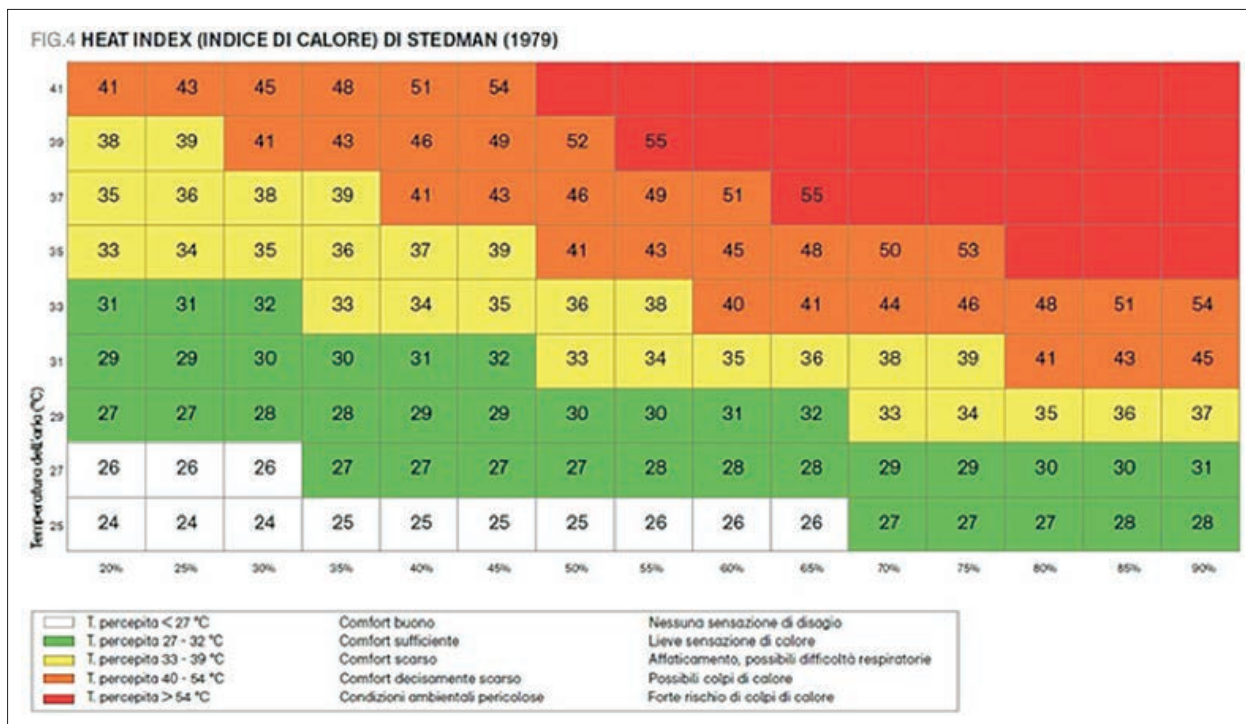 FIG.4 HEAT INDEX (INDICE DI CALORE) DI STEDMAN (1979)
41 41 43 45 48 51 54
39 38 39 41 43 46 49 52 55
37 35 36 38 39 41 43 46 49 51 55
35 33 34 35 36 37 39 41 43 45 48 50 53
33 31 31 32 33 34 35 36 38 40 41 44 46 48 51 54
31 29 29 30 30 31 32 33 34 35 36 38 39 41 43 45
29 27 27 28 28 29 29 30 30 31 32 33 34 35 36 37
27 26 26 26 27 27 27 27 28 28 28 29 29 30 30 31
25 24 24 24 25 25 25 25 26 26 26 27 27 27 28 28
Temperatura dell'aria (°C)
20% 25% 30% 35% 40% 45% 50% 55% 60% 65% 70% 75% 80% 85% 90%
T. percepita < 27 °C Comfort buono Nessuna sensazione di disagio
T. percepita 27 - 32 °C Comfort sufficiente Lieve sensazione di calore
T. percepita 33 - 39 °C Comfort scarso Affaticamento, possibili difficoltà respiratorie
T. percepita 40 - 54 °C Comfort decisamente scarso Possibili colpi di calore
T. percepita > 54 °C Condizioni ambientali pericolose Forte rischio di colpi di calore